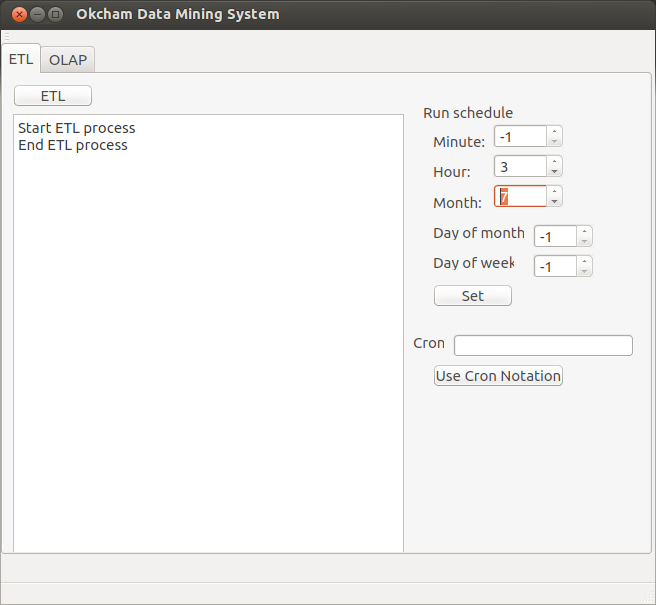 Okcham Data Mining System
ETL OLAP
ETL
Start ETL process
End ETL process
Run schedule
Minute: -1
Hour: 3
Month: 7
Day of month -1
Day of week -1
Set
Cron
Use Cron Notation